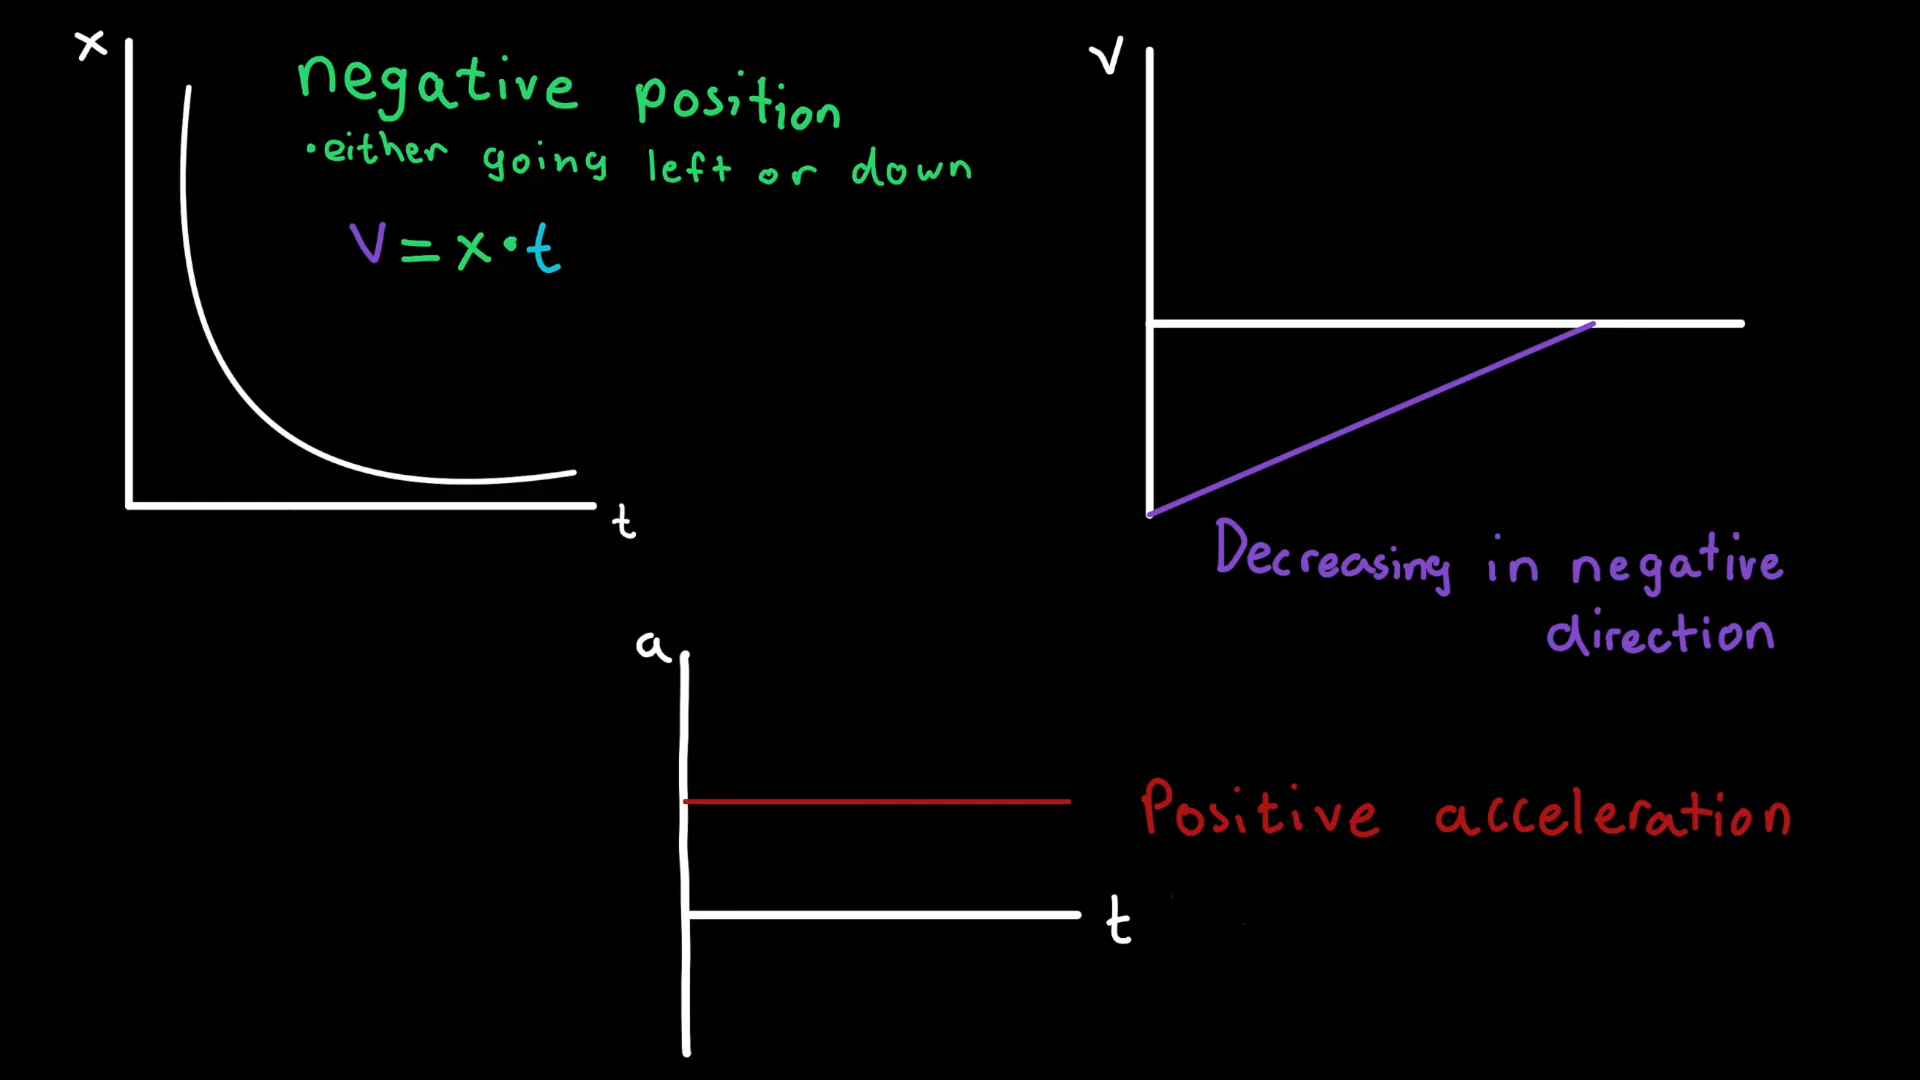 x
negative position
•either going left or down
v=x•t
t
v
Decreasing in negative
direction
a
Positive acceleration
t